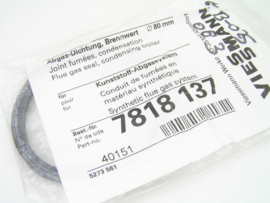 Abgas-Dichtung, Brennwert Ø 80 mm
Joint fumées, condensation
Flue gas seal, condensing boiler
für
pour
for
Kunststoff-Abgassystem
Conduit de fumées en
matériau synthétique
Synthetic flue gas system
Best.-Nr.
N° de cde
Part-no.
7818 137
40151
5273 561
VIESMANN
Viessmann Werke